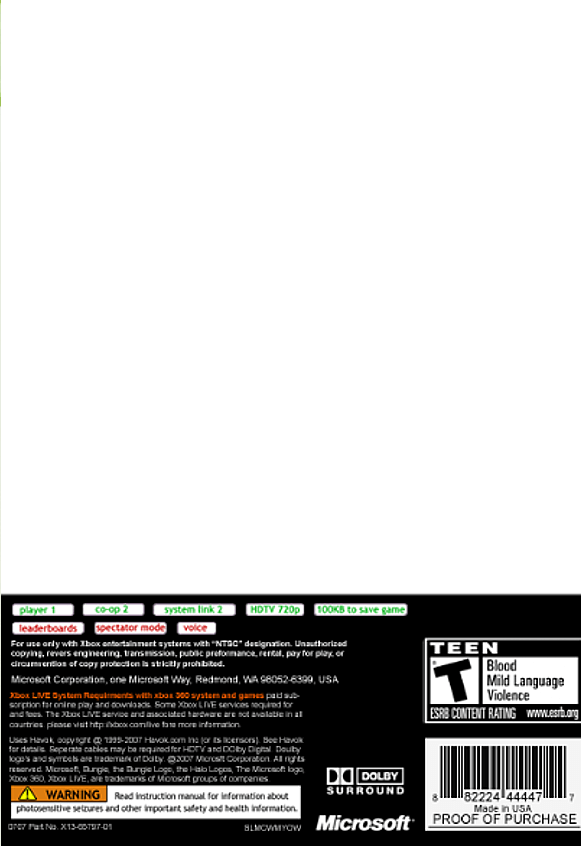 player 1 co-op 2 system link 2 HDTV 720p 100KB to save game
leaderboards spectator mode voice
For use only with Xbox entertainment systems with "NTSC" designation. Unauthorized
copying, revers engineering, transmission, public preformance, rental, pay for play, or
circumvention of copy protection is strictly prohibited.
Microsoft Corporation, one Microsoft Way, Redmond, WA 98052-6399, USA
Xbox LIVE System Requirments with xbox 360 system and games paid sub-
scription for online play and downloads. Some Xbox LIVE services required for
and fees. The Xbox LIVE service and associated hardware are not available in all
countries. please visit http://xbox.com/live for more information.
Uses Havok, copyright @ 1999-2007 Havok.com Inc (or its licensors). See Havok
for details. Seperate cables may be required for HDTV and DOlby Digital. Doulby
logo's and symbols are trademark of Dolby. @2007 Microsft Corporation. All rights
reserved. Microsoft, Bungie, the Bungie Logo, the Halo Logos, The Microsoft logo,
Xbox 360, Xbox LIVE, are trademarks of Microsoft groups of companies.
WARNING Read instruction manual for information about
photosensitive seizures and other important safety and health information.
0707 Part No. X13-65797-01 BLMCWMYOW
DOLBY
SURROUND
Microsoft
TEEN
T
Blood
Mild Language
Violence
ESRB CONTENT RATING www.esrb.org
8 82224 44447 7
Made in USA
PROOF OF PURCHASE